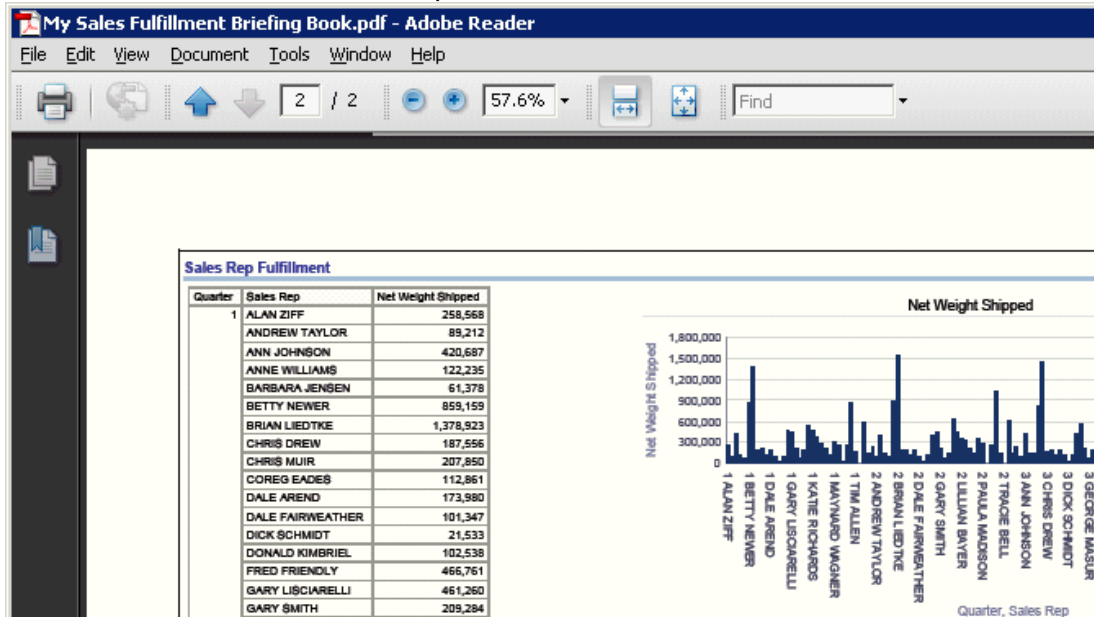 My Sales Fulfillment Briefing Book.pdf - Adobe Reader
File Edit View Document Tools Window Help
2 / 2 57.6% Find
Sales Rep Fulfillment
Quarter Sales Rep Net Weight Shipped
1 ALAN ZIFF 258,568
ANDREW TAYLOR 89,212
ANN JOHNSON 420,687
ANNE WILLIAMS 122,235
BARBARA JENSEN 61,378
BETTY NEWER 859,159
BRIAN LIEDTKE 1,378,923
CHRIS DREW 187,556
CHRIS MUIR 207,850
COREG EADES 112,861
DALE AREND 173,980
DALE FAIRWEATHER 101,347
DICK SCHMIDT 21,533
DONALD KIMBRIEL 102,538
FRED FRIENDLY 466,761
GARY LISCIARELLI 461,260
GARY SMITH 209,284
Net Weight Shipped
Net Weight Shipped
1,800,000
1,500,000
1,200,000
900,000
600,000
300,000
0
1 ALAN ZIFF
1 BETTY NEWER
1 DALE AREND
1 GARY LISCIARELLI
1 KATIE RICHARDS
1 MAYNARD WAGNER
1 TIM ALLEN
2 ANDREW TAYLOR
2 BRIAN LIEDTKE
2 DALE FAIRWEATHER
2 GARY SMITH
2 LILLIAN BAYER
2 PAULA MADISON
2 TRACIE BELL
3 ANN JOHNSON
3 CHRIS DREW
3 DICK SCHMIDT
3 GEORGE MASUR
Quarter, Sales Rep